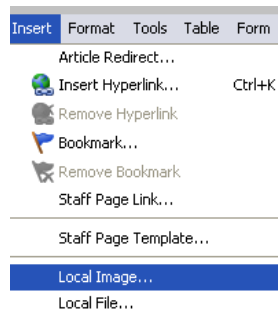 Insert Format Tools Table Form
Article Redirect...
Insert Hyperlink... Ctrl+K
Remove Hyperlink
Bookmark...
Remove Bookmark
Staff Page Link...
Staff Page Template...
Local Image...
Local File...